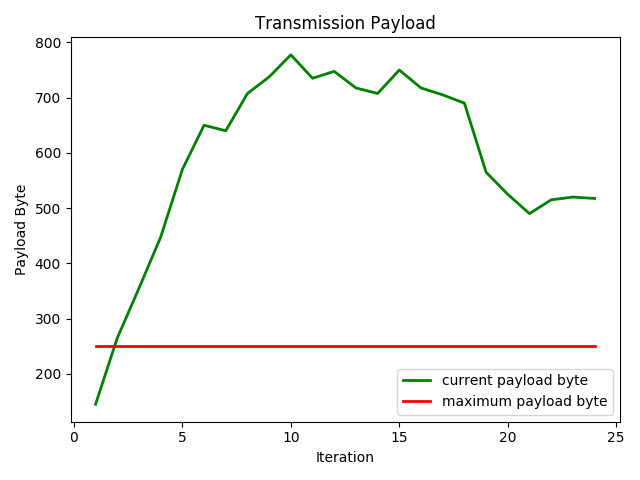 Transmission Payload
800
700
600
500
400
300
200
Payload Byte
0 5 10 15 20 25
Iteration
current payload byte
maximum payload byte